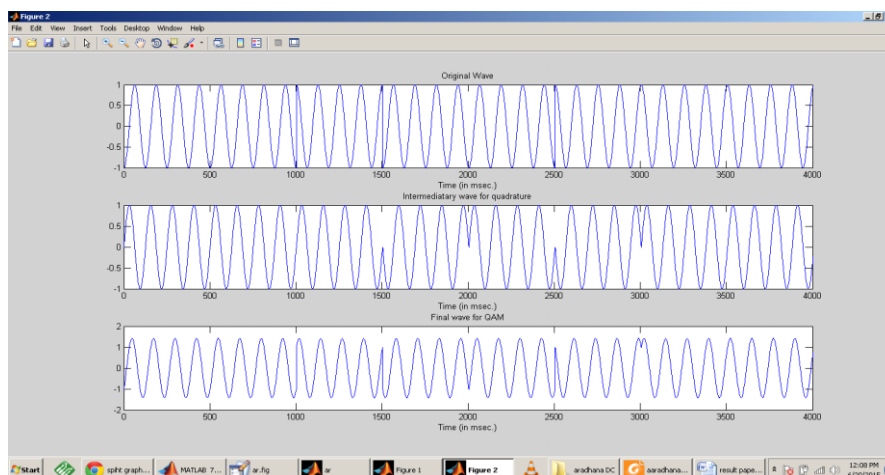 Figure 2
File Edit View Insert Tools Desktop Window Help
Original Wave
1
0.5
0
-0.5
-1
0 500 1000 1500 2000 2500 3000 3500 4000
Time (in msec.)
Intermediatary wave for quadrature
1
0.5
0
-0.5
-1
0 500 1000 1500 2000 2500 3000 3500 4000
Time (in msec.)
Final wave for QAM
2
1
0
-1
-2
0 500 1000 1500 2000 2500 3000 3500 4000
Time (in msec.)
Start spiht graph... MATLAB 7.... ar.fig ar Figure 1 Figure 2 aradhana DC aaradhana... result pape... 12:08 PM